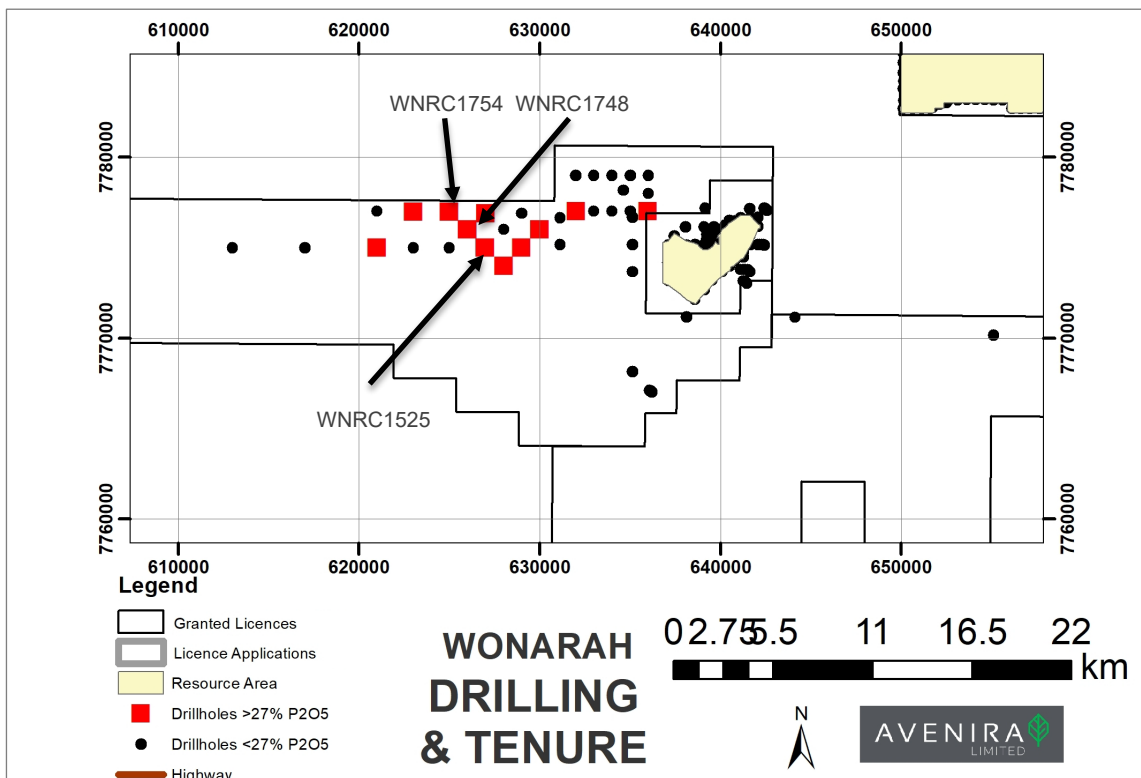 610000 620000 630000 640000 650000
WNRC1754 WNRC1748
7780000 7780000
WNRC1525
7770000 7770000
7760000 7760000
610000 620000 630000 640000 650000
Legend
Granted Licences
Licence Applications
Resource Area
Drillholes >27% P2O5
Drillholes <27% P2O5
Highway
WONARAH
DRILLING
& TENURE
0 2.75 5.5 11 16.5 22
km
N
AVENIRA
LIMITED